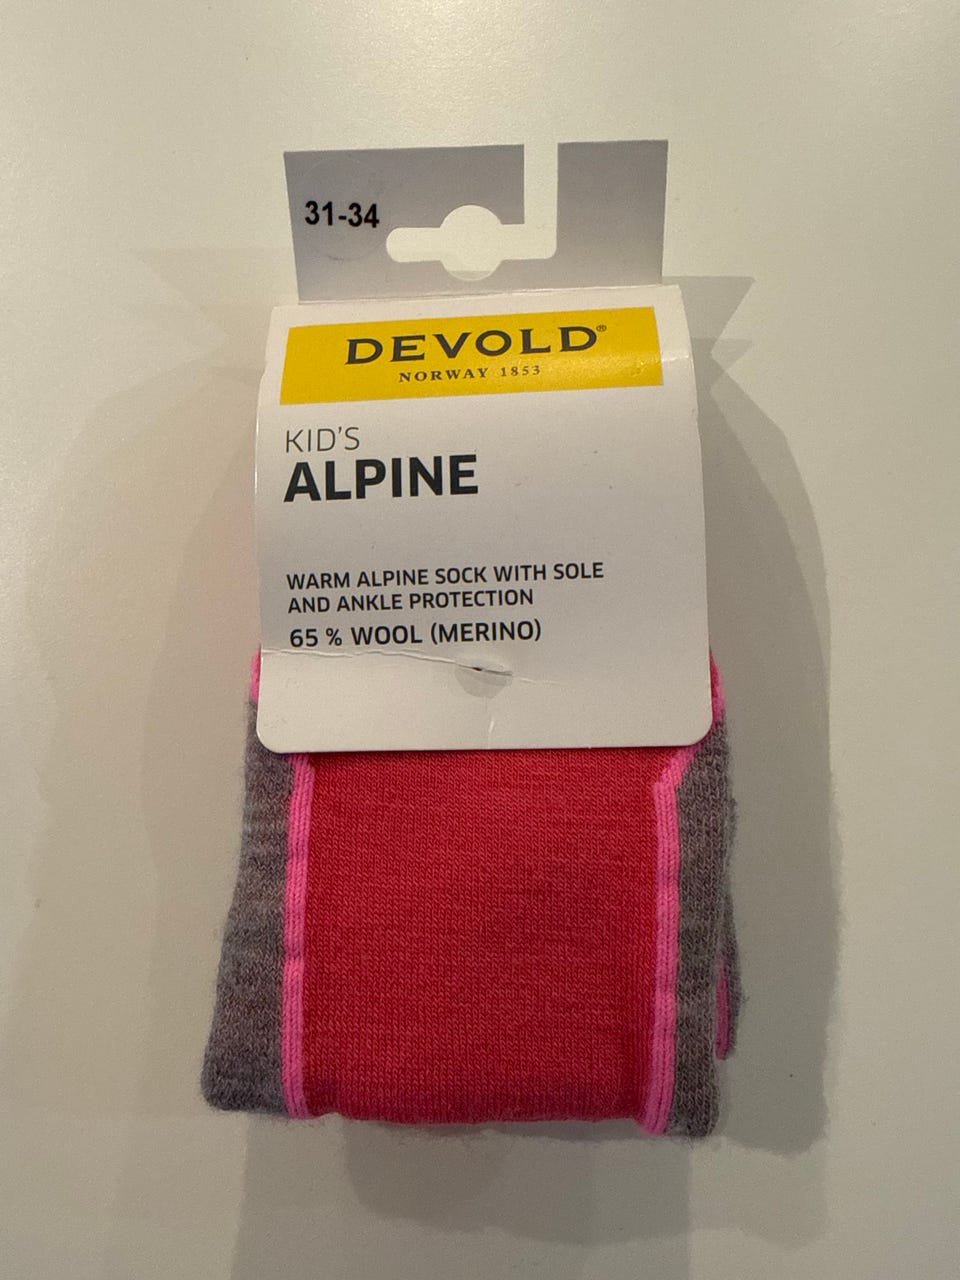 31-34
DEVOLD®
NORWAY 1853
KID'S
ALPINE
WARM ALPINE SOCK WITH SOLE
AND ANKLE PROTECTION
65 % WOOL (MERINO)